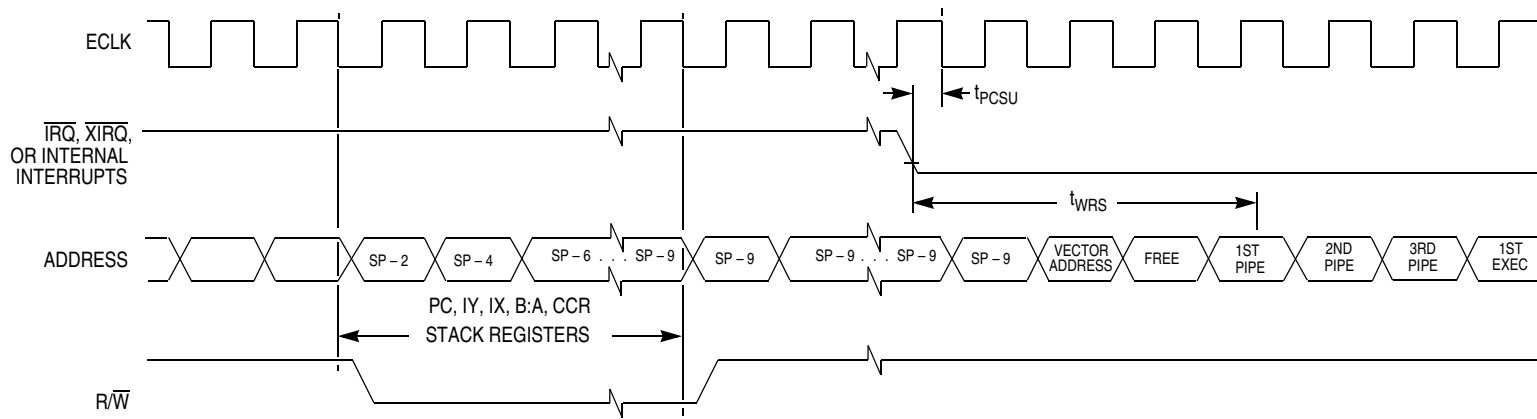 ECLK
tPCSU
IRQ, XIRQ,
OR INTERNAL
INTERRUPTS
tWRS
ADDRESS
SP – 2
SP – 4
SP – 6 . . . SP – 9
SP – 9
SP – 9 . . . SP – 9
SP – 9
VECTOR
ADDRESS
FREE
1ST
PIPE
2ND
PIPE
3RD
PIPE
1ST
EXEC
PC, IY, IX, B:A, CCR
STACK REGISTERS
R/W